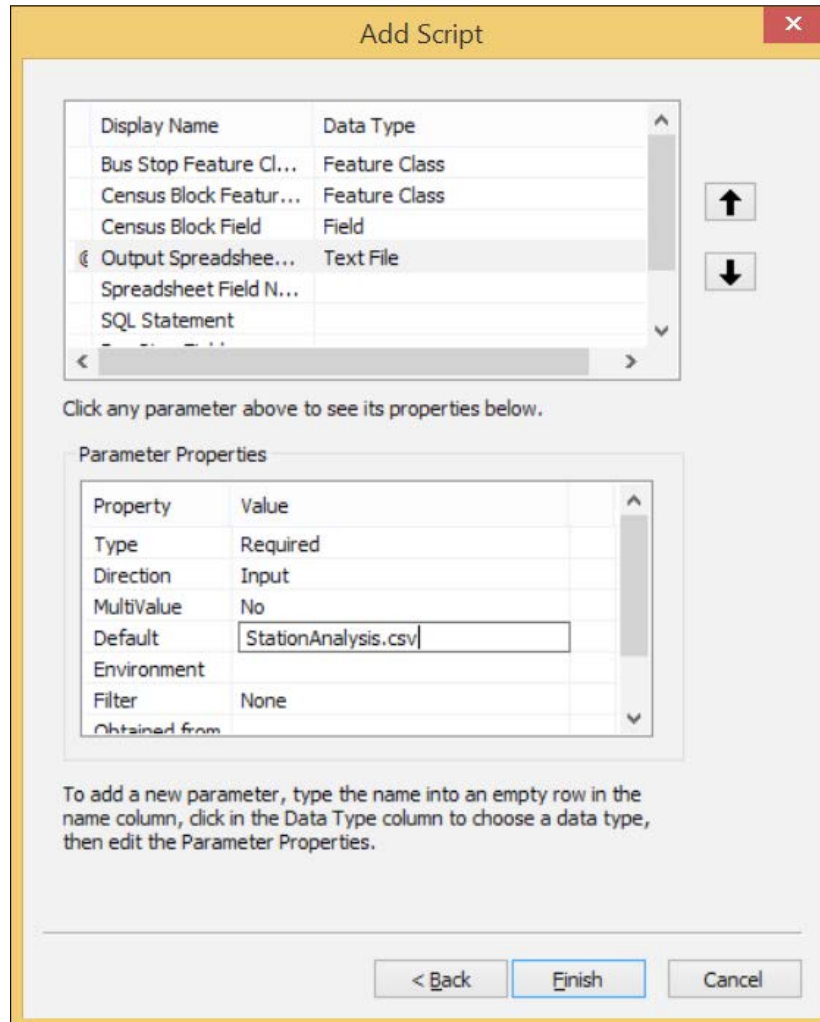 Add Script
Display Name Data Type
Bus Stop Feature Cl... Feature Class
Census Block Featur... Feature Class
Census Block Field Field
Output Spreadshee... Text File
Spreadsheet Field N...
SQL Statement
Click any parameter above to see its properties below.
Parameter Properties
Property Value
Type Required
Direction Input
MultiValue No
Default StationAnalysis.csv
Environment
Filter None
Obtained from
To add a new parameter, type the name into an empty row in the
name column, click in the Data Type column to choose a data type,
then edit the Parameter Properties.
< Back Finish Cancel